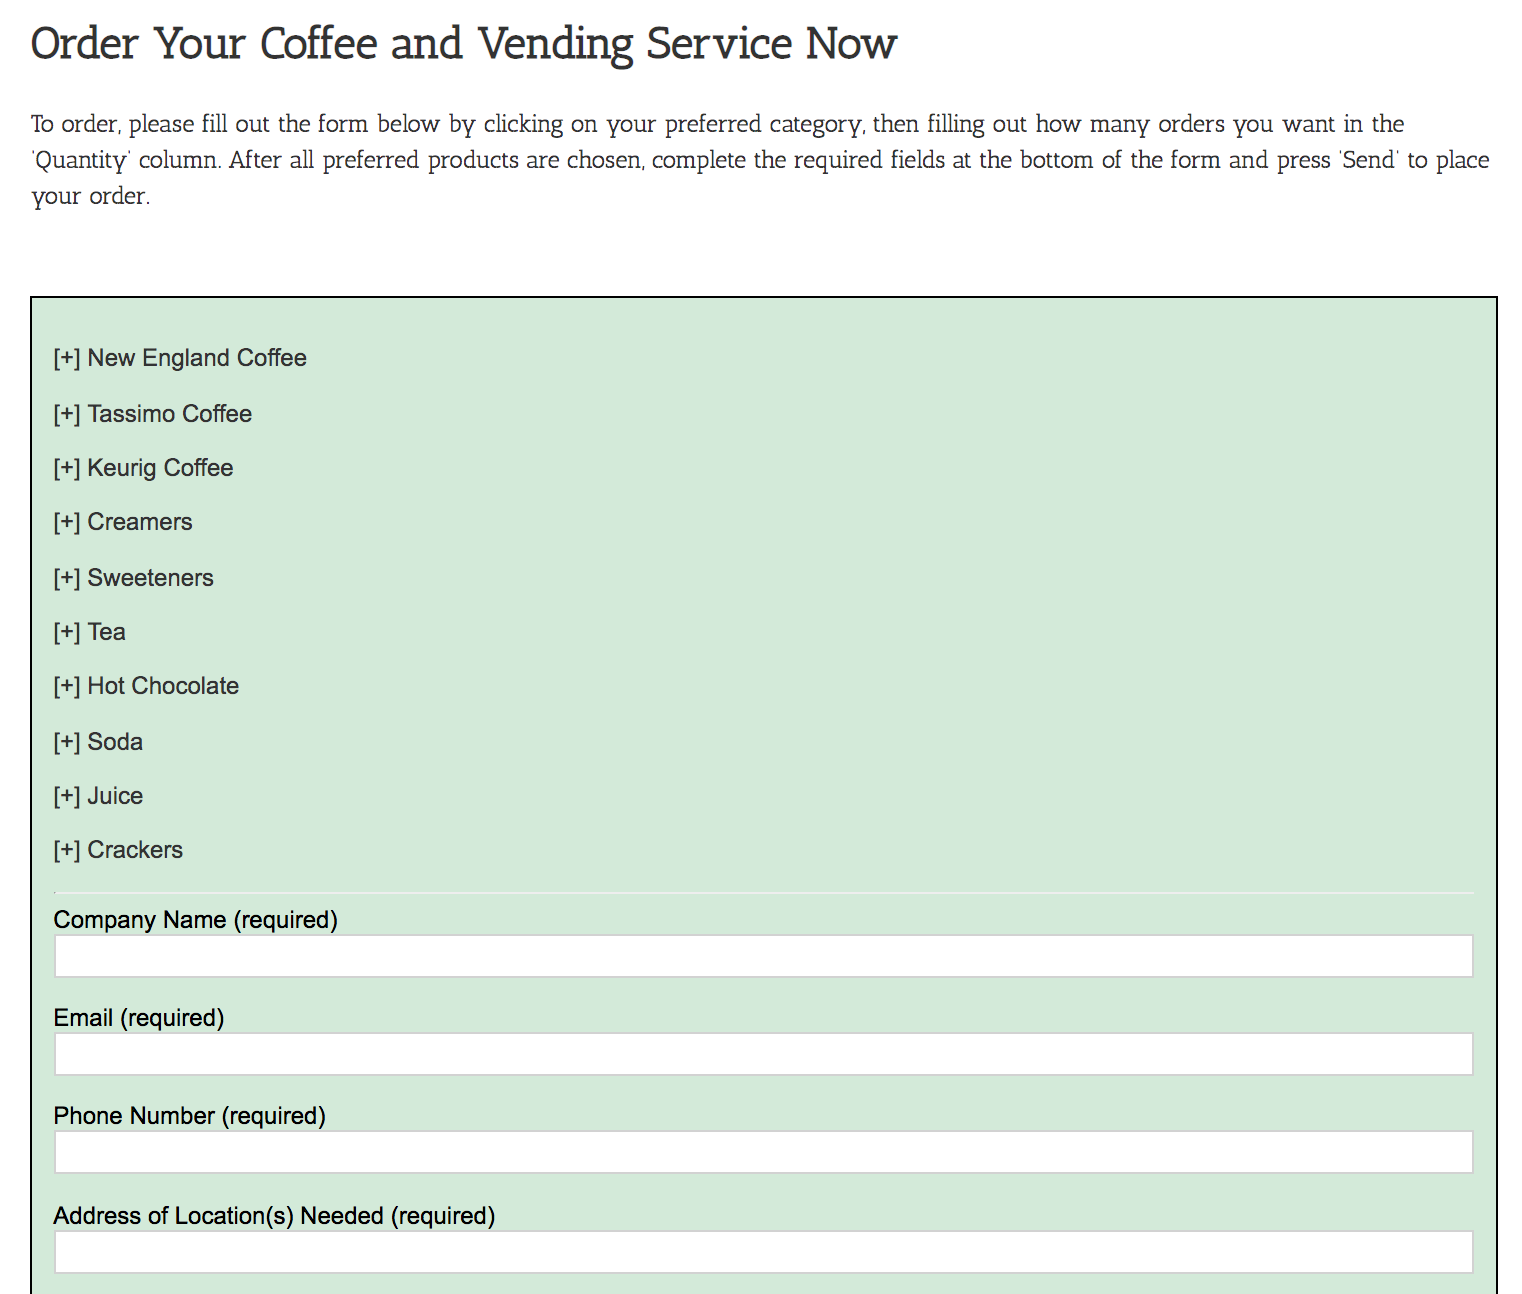 Order Your Coffee and Vending Service Now
To order, please fill out the form below by clicking on your preferred category, then filling out how many orders you want in the
'Quantity' column. After all preferred products are chosen, complete the required fields at the bottom of the form and press 'Send' to place
your order.
[+] New England Coffee
[+] Tassimo Coffee
[+] Keurig Coffee
[+] Creamers
[+] Sweeteners
[+] Tea
[+] Hot Chocolate
[+] Soda
[+] Juice
[+] Crackers
Company Name (required)
Email (required)
Phone Number (required)
Address of Location(s) Needed (required)